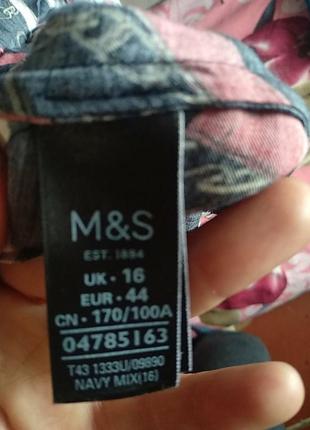 M&S
EST. 1884
UK • 16
EUR • 44
CN • 170/100A
04785163
T43 1333U/09890
NAVY MIX(16)